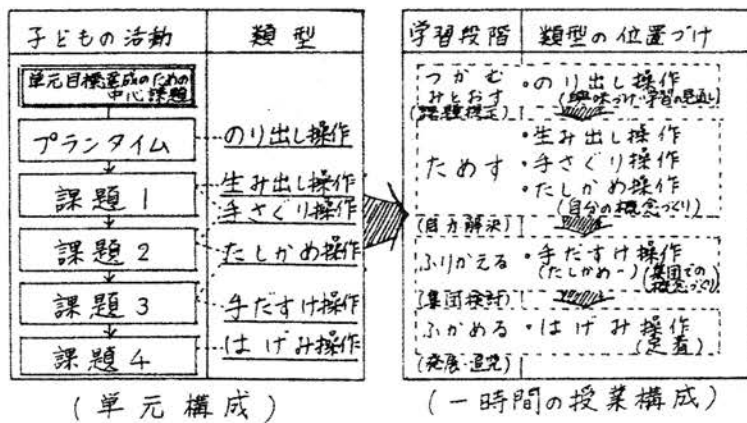 子どもの活動
類型
単元目標達成のための
中心課題
プランタイム
のり出し操作
課題1
生み出し操作
手さぐり操作
課題2
たしかめ操作
課題3
手だすけ操作
課題4
はげみ操作
(単元構成)
学習段階
類型の位置づけ
つかむ
みとおす
(課題設定)
・のり出し操作
(興味づけ・学習の見通し)
ためす
(自力解決)
・生み出し操作
・手さぐり操作
・たしかめ操作
(自分の概念づくり)
ふりかえる
(集団検討)
・手だすけ操作
(たしかめ〃)
(集団での
概念づくり)
ふかめる
(発展・追究)
・はげみ操作
(定着)
(一時間の授業構成)